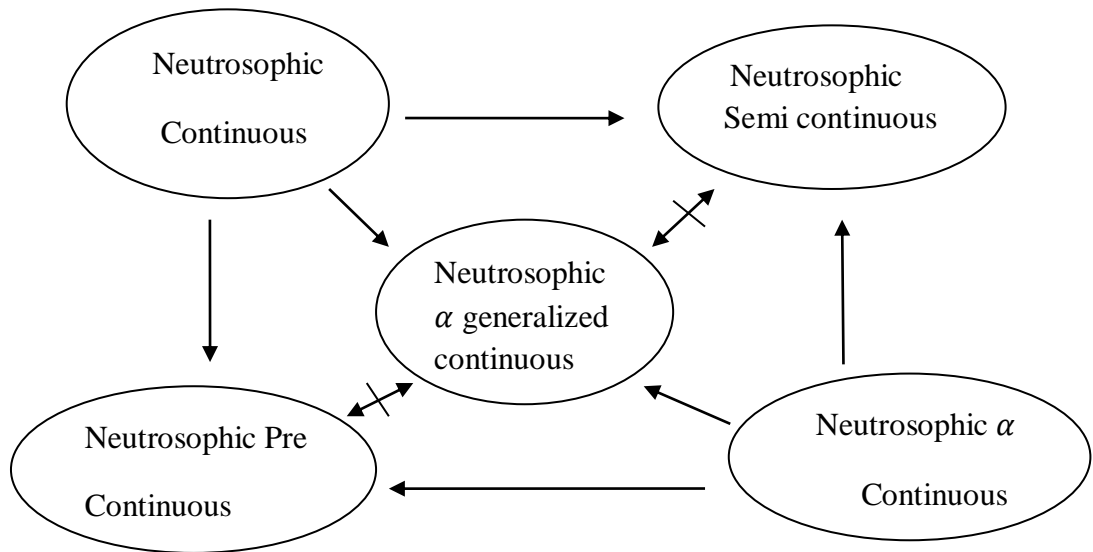 Neutrosophic
Continuous
Neutrosophic
Semi continuous
Neutrosophic
𝛼 generalized
continuous
Neutrosophic Pre
Continuous
Neutrosophic 𝛼
Continuous